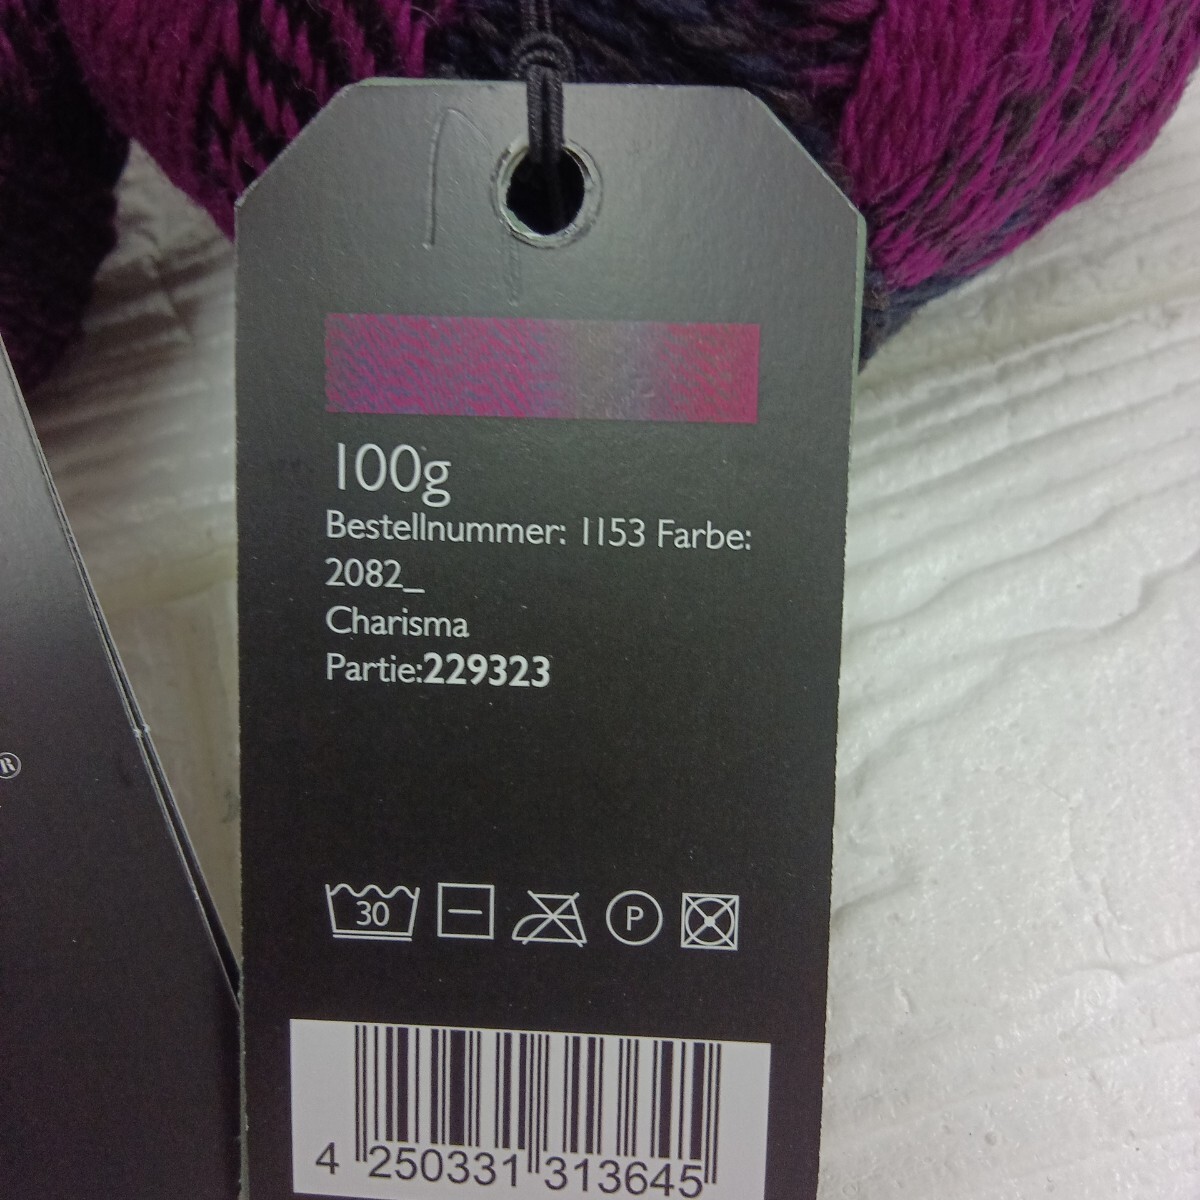 100g
Bestellnummer: 1153 Farbe:
2082_
Charisma
Partie:229323
®
30
P
4 250331 313645